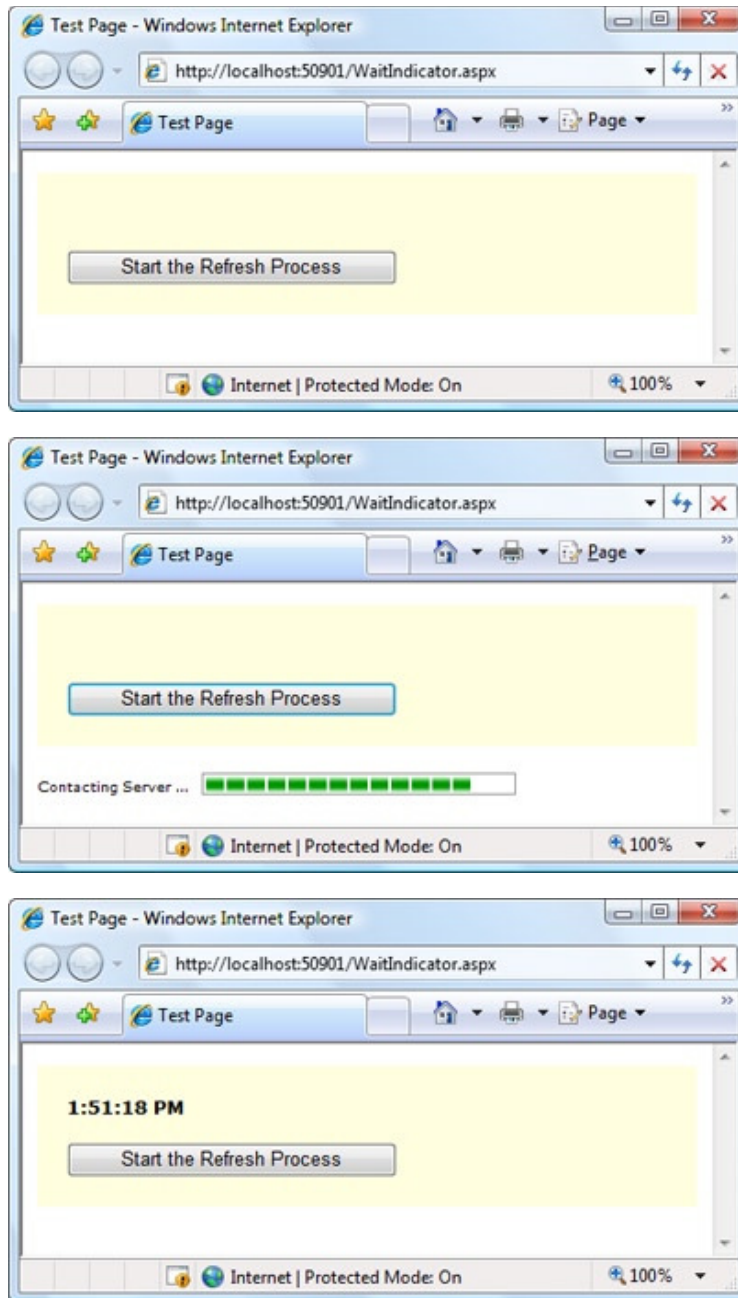 Test Page - Windows Internet Explorer
http://localhost:50901/WaitIndicator.aspx
Test Page
Page
Start the Refresh Process
Internet | Protected Mode: On
100%
Test Page - Windows Internet Explorer
http://localhost:50901/WaitIndicator.aspx
Test Page
Page
Start the Refresh Process
Contacting Server ...
Internet | Protected Mode: On
100%
Test Page - Windows Internet Explorer
http://localhost:50901/WaitIndicator.aspx
Test Page
Page
1:51:18 PM
Start the Refresh Process
Internet | Protected Mode: On
100%